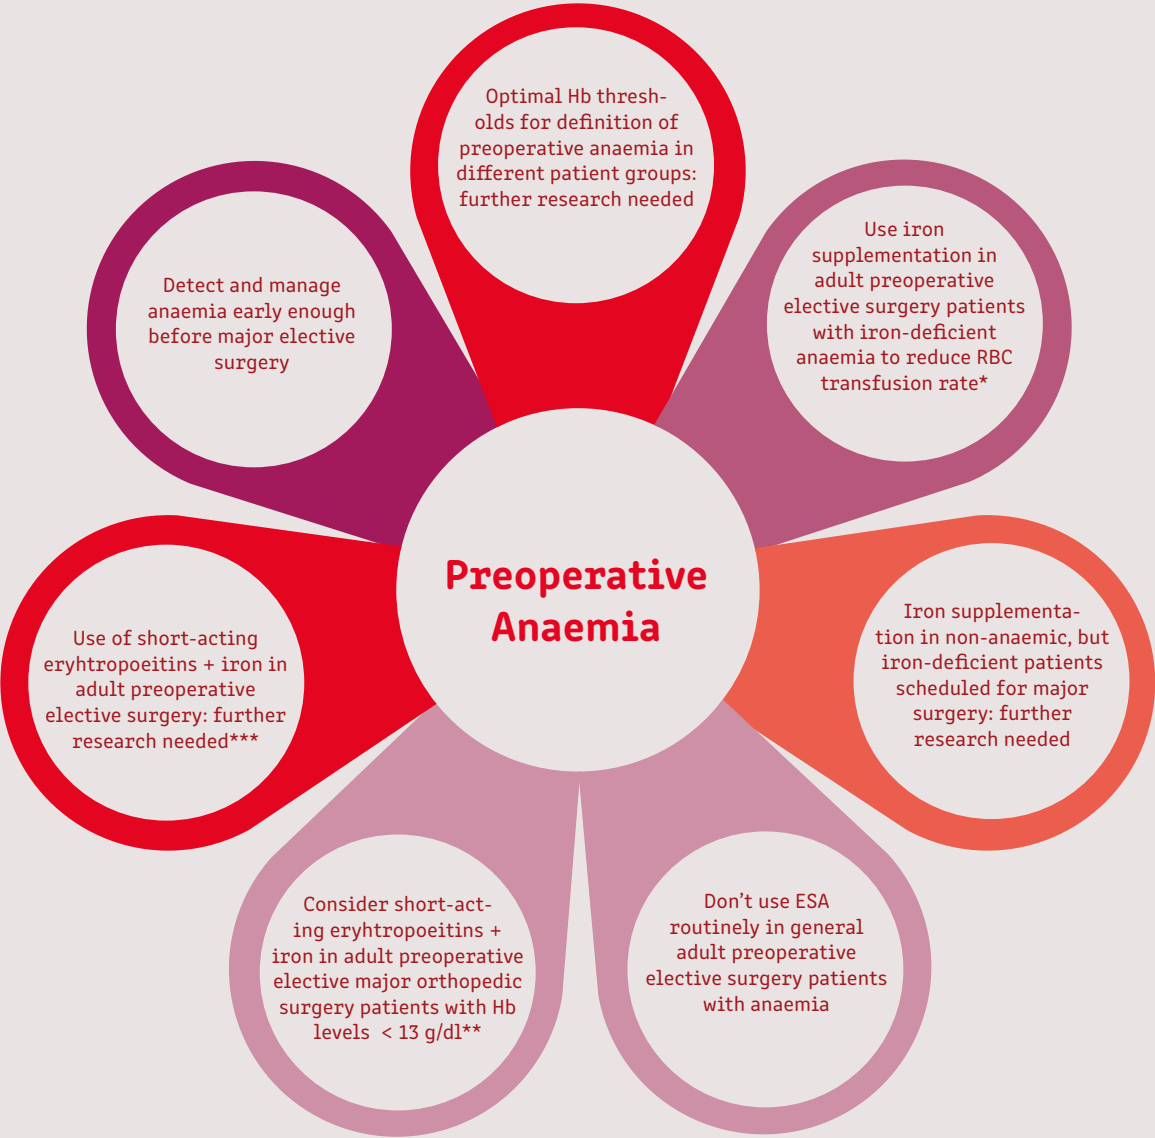 Optimal Hb thresh-
olds for definition of
preoperative anaemia in
different patient groups:
further research needed
Use iron
supplementation in
adult preoperative
elective surgery patients
with iron-deficient
anaemia to reduce RBC
transfusion rate*
Iron supplementa-
tion in non-anaemic, but
iron-deficient patients
scheduled for major
surgery: further
research needed
Don’t use ESA
routinely in general
adult preoperative
elective surgery patients
with anaemia
Consider short-act-
ing eryhtropoeitins +
iron in adult preoperative
elective major orthopedic
surgery patients with Hb
levels < 13 g/dl**
Use of short-acting
eryhtropoeitins + iron in
adult preoperative
elective surgery: further
research needed***
Detect and manage
anaemia early enough
before major elective
surgery
Preoperative
Anaemia